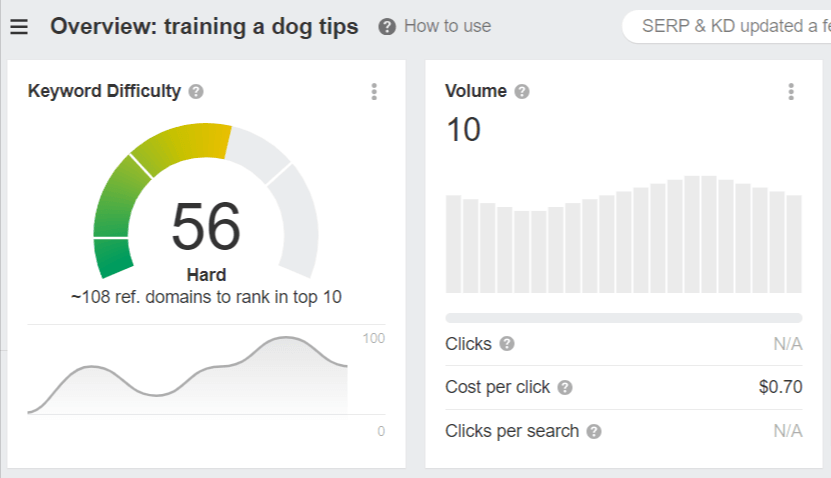 Overview: training a dog tips
? How to use
SERP & KD updated a fe
Keyword Difficulty ?
56
Hard
~108 ref. domains to rank in top 10
100
0
Volume ?
10
Clicks ? N/A
Cost per click ? $0.70
Clicks per search ? N/A